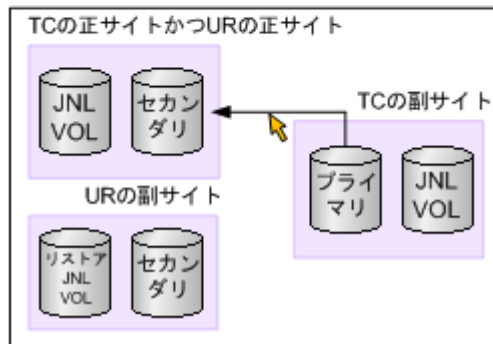 TCの正サイトかつURの正サイト
JNL
VOL
セカン
ダリ
TCの副サイト
プライ
マリ
JNL
VOL
URの副サイト
リストア
JNL
VOL
セカン
ダリ